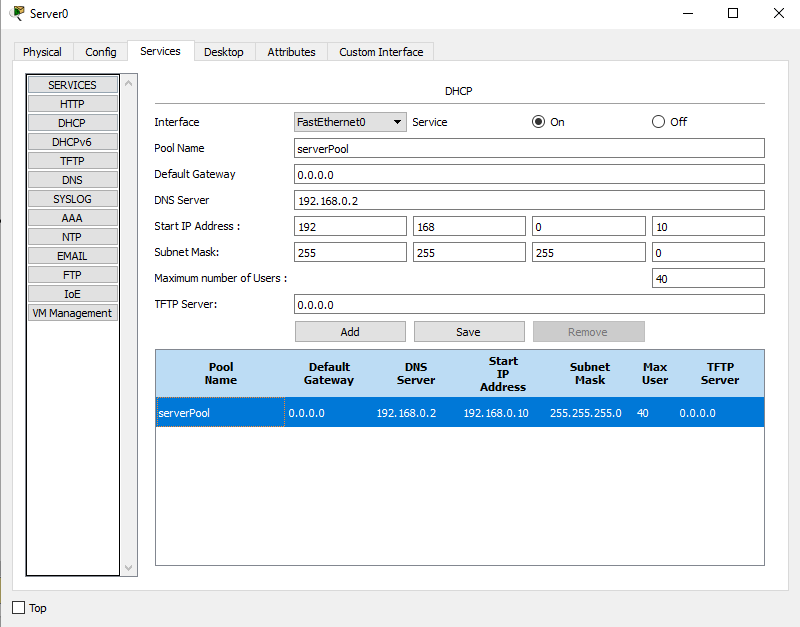 Server0
Physical Config Services Desktop Attributes Custom Interface
SERVICES
HTTP
DHCP
DHCPv6
TFTP
DNS
SYSLOG
AAA
NTP
EMAIL
FTP
IoE
VM Management
DHCP
Interface FastEthernet0 Service On Off
Pool Name serverPool
Default Gateway 0.0.0.0
DNS Server 192.168.0.2
Start IP Address : 192 168 0 10
Subnet Mask: 255 255 255 0
Maximum number of Users : 40
TFTP Server: 0.0.0.0
Add Save Remove
Pool Name Default Gateway DNS Server Start IP Address Subnet Mask Max User TFTP Server
serverPool 0.0.0.0 192.168.0.2 192.168.0.10 255.255.255.0 40 0.0.0.0
Top